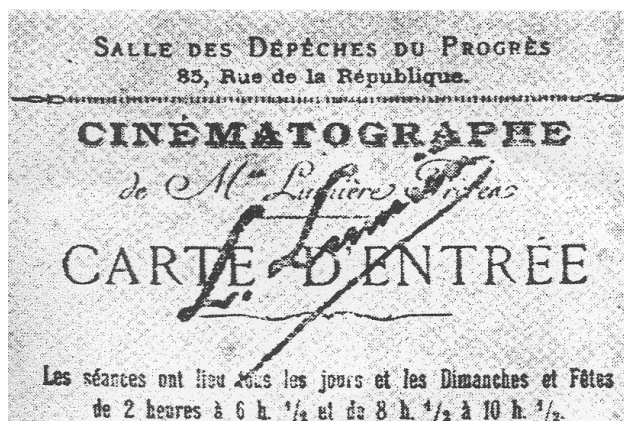 SALLE DES DÉPÊCHES DU PROGRÈS
85, Rue de la République.
CINÉMATOGRAPHE
de M. Lumière Frères
L. Lumière
CARTE D'ENTRÉE
Les séances ont lieu tous les jours et les Dimanches et Fêtes
de 2 heures à 6 h. 1/2 et de 8 h. 1/2 à 10 h. 1/2.